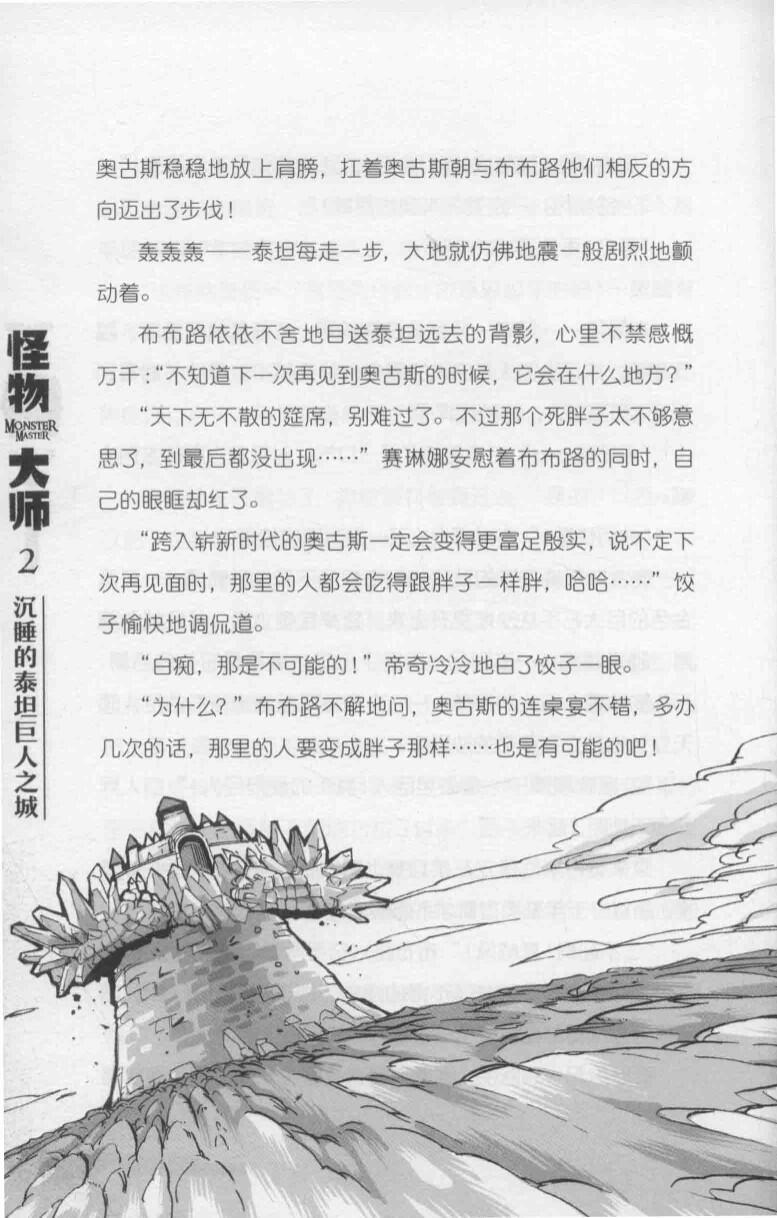 奥古斯稳稳地放上肩膀，扛着奥古斯朝与布布路他们相反的方
向迈出了步伐！
轰轰轰——泰坦每走一步，大地就仿佛地震一般剧烈地颤
动着。
布布路依依不舍地目送泰坦远去的背影，心里不禁感慨
万千：“不知道下一次再见到奥古斯的时候，它会在什么地方？”
“天下无不散的筵席，别难过了。不过那个死胖子太不够意
思了，到最后都没出现……”赛琳娜安慰着布布路的同时，自
己的眼眶却红了。
“跨入崭新时代的奥古斯一定会变得更富足殷实，说不定下
次再见面时，那里的人都会吃得跟胖子一样胖，哈哈……”饺
子愉快地调侃道。
“白痴，那是不可能的！”帝奇冷冷地白了饺子一眼。
“为什么？ 布布路不解地问，奥古斯的连桌宴不错，多办
几次的话，那里的人要变成胖子那样……也是有可能的吧！
怪物
MONSTER
MASTER
大师
2
沉睡的泰坦巨人之城